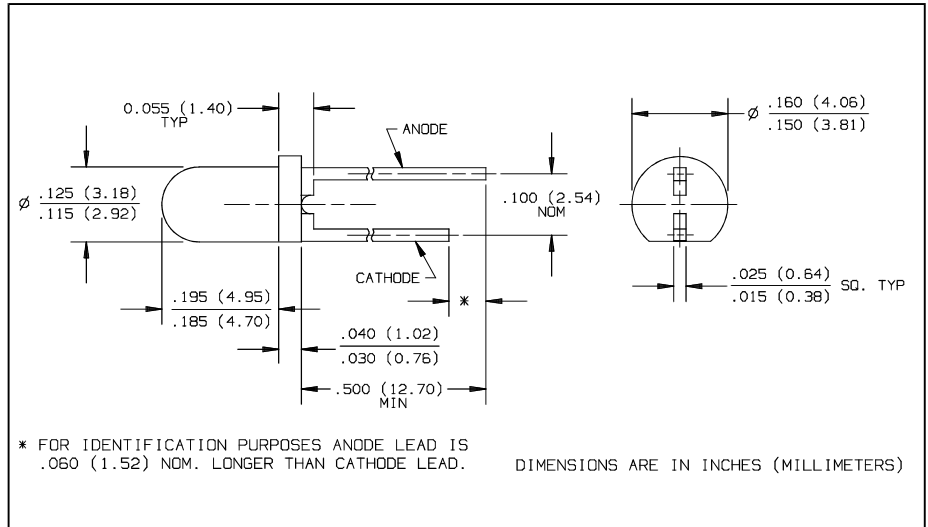 0.055 (1.40)
TYP
ANODE
ø .160 (4.06)
.150 (3.81)
ø .125 (3.18)
.115 (2.92)
.100 (2.54)
NOM
CATHODE
*
.025 (0.64)
.015 (0.38) SQ. TYP
.195 (4.95)
.185 (4.70)
.040 (1.02)
.030 (0.76)
.500 (12.70)
MIN
* FOR IDENTIFICATION PURPOSES ANODE LEAD IS
.060 (1.52) NOM. LONGER THAN CATHODE LEAD.
DIMENSIONS ARE IN INCHES (MILLIMETERS)